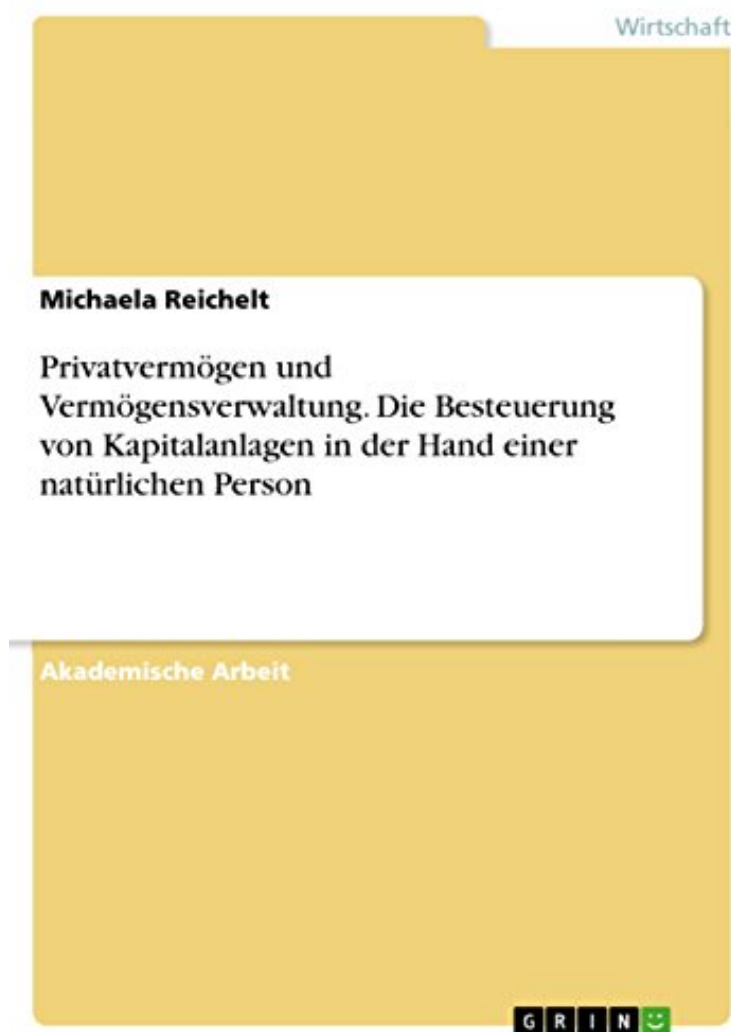 Wirtschaft
Michaela Reichelt
Privatvermögen und
Vermögensverwaltung. Die Besteuerung
von Kapitalanlagen in der Hand einer
natürlichen Person
Akademische Arbeit
GRIN